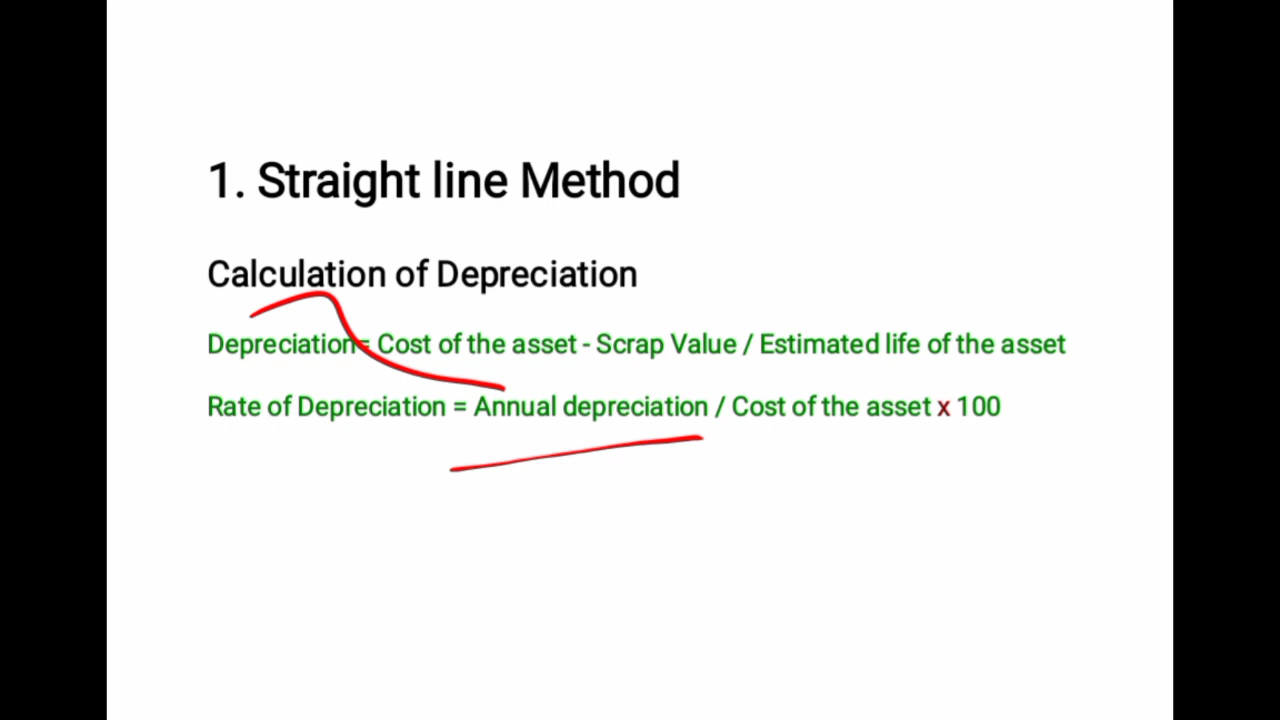 1. Straight line Method
Calculation of Depreciation
Depreciation= Cost of the asset - Scrap Value / Estimated life of the asset
Rate of Depreciation = Annual depreciation / Cost of the asset x 100